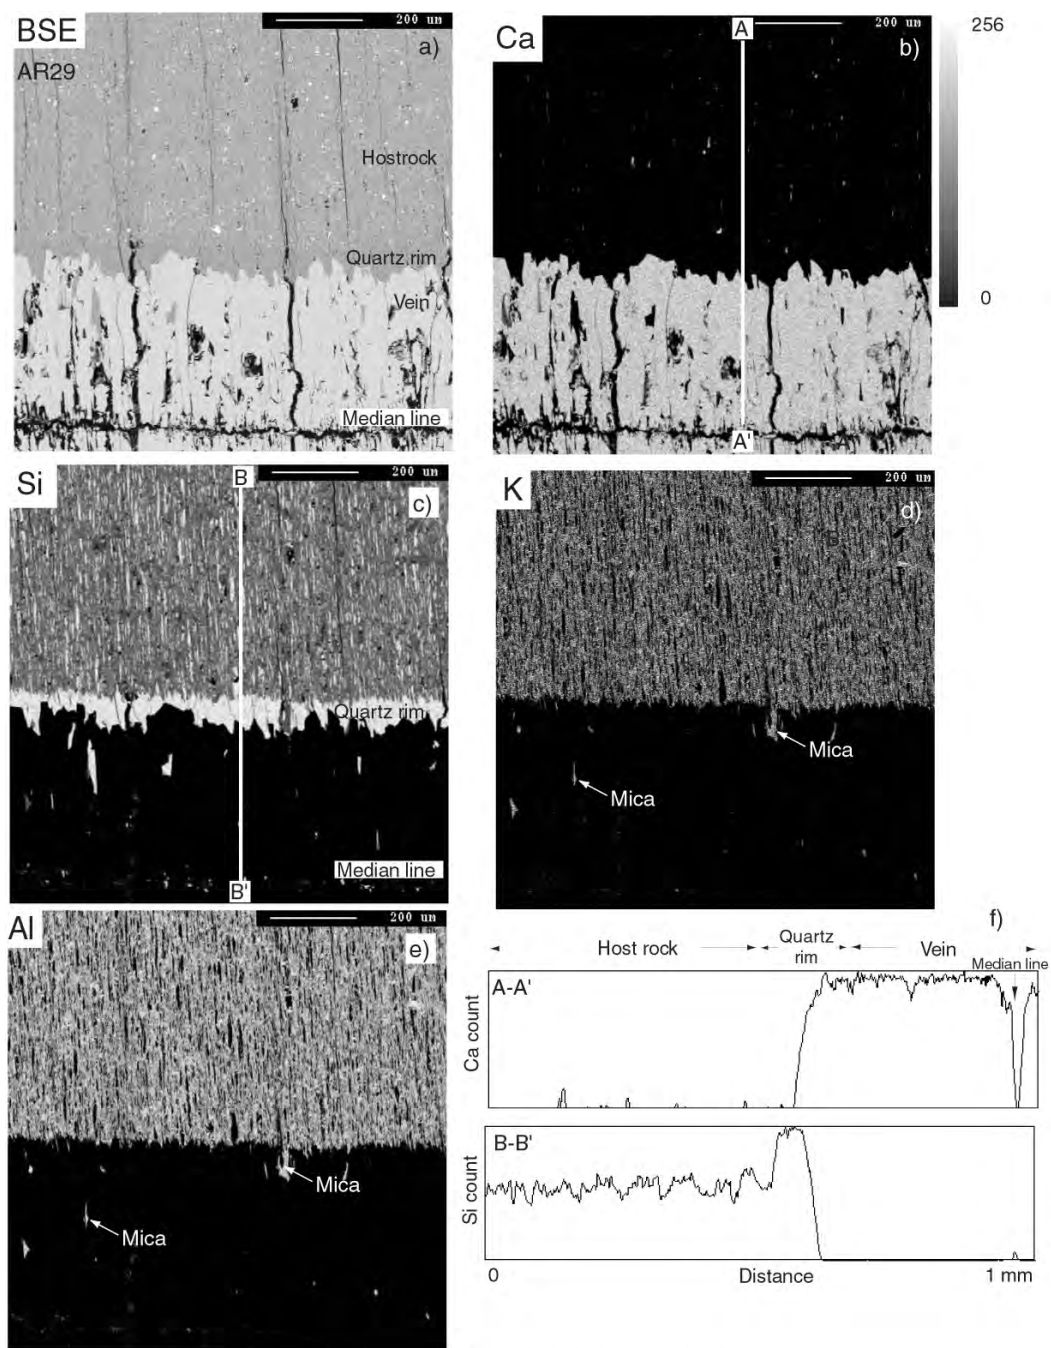 BSE
200 um
a)
AR29
Hostrock
Quartz rim
Vein
Median line
Ca
A
200 um
b)
256
0
A'
Si
B
200 um
c)
Quartz rim
Median line
B'
K
200 um
d)
B
Mica
Mica
Al
200 um
e)
Mica
Mica
f)
Host rock
Quartz
rim
Vein
Median line
A-A'
Ca count
B-B'
Si count
0
Distance
1 mm